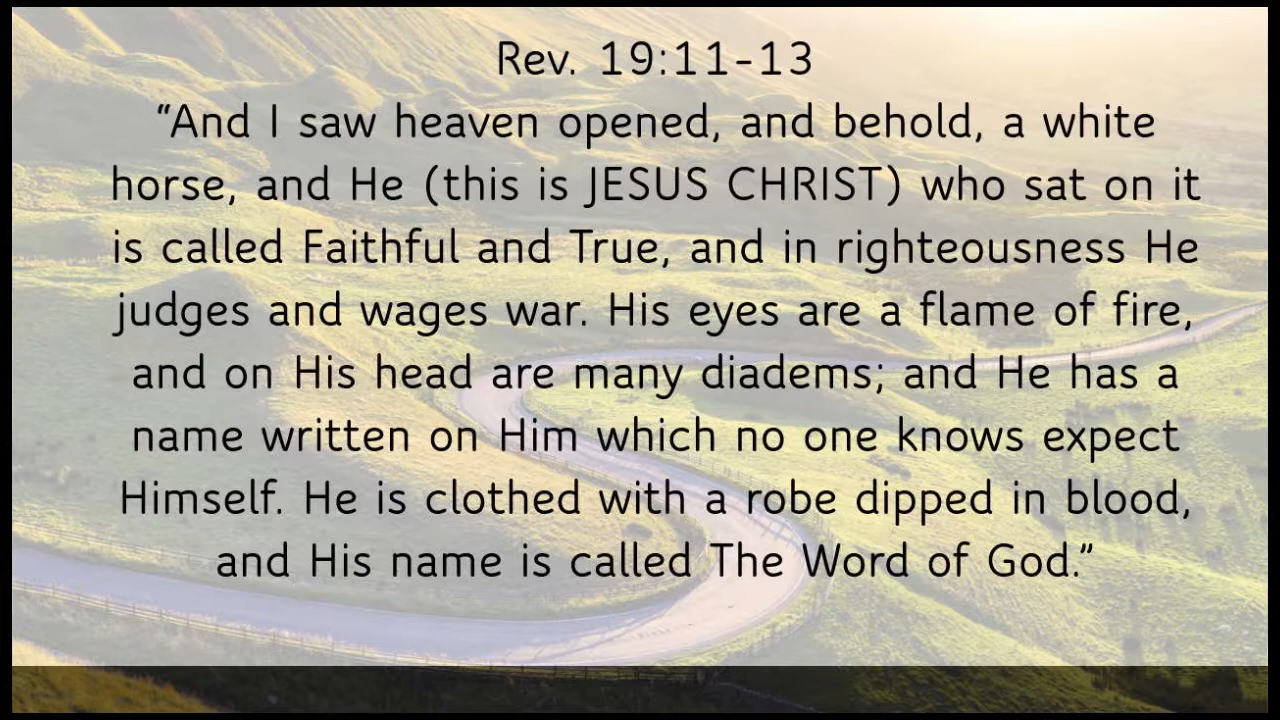 Rev. 19:11-13
“And I saw heaven opened, and behold, a white
horse, and He (this is JESUS CHRIST) who sat on it
is called Faithful and True, and in righteousness He
judges and wages war. His eyes are a flame of fire,
and on His head are many diadems; and He has a
name written on Him which no one knows expect
Himself. He is clothed with a robe dipped in blood,
and His name is called The Word of God.”